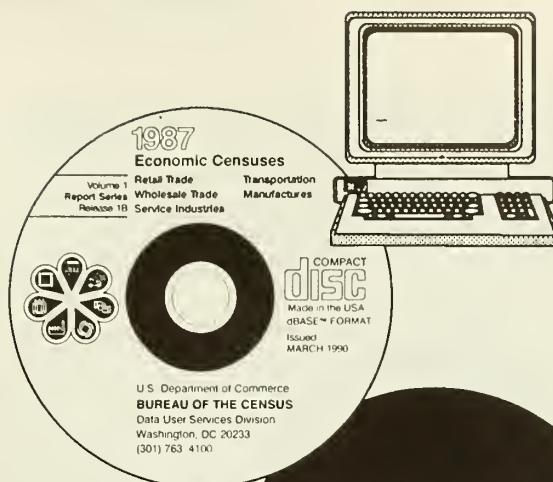 1987
Economic Censuses
Volume 1
Report Series
Release 1B
Retail Trade
Wholesale Trade
Service Industries
Transportation
Manufactures
COMPACT
disc
Made in the USA
dBASE™ FORMAT
Issued
MARCH 1990
U.S. Department of Commerce
BUREAU OF THE CENSUS
Data User Services Division
Washington, DC 20233
(301) 763-4100